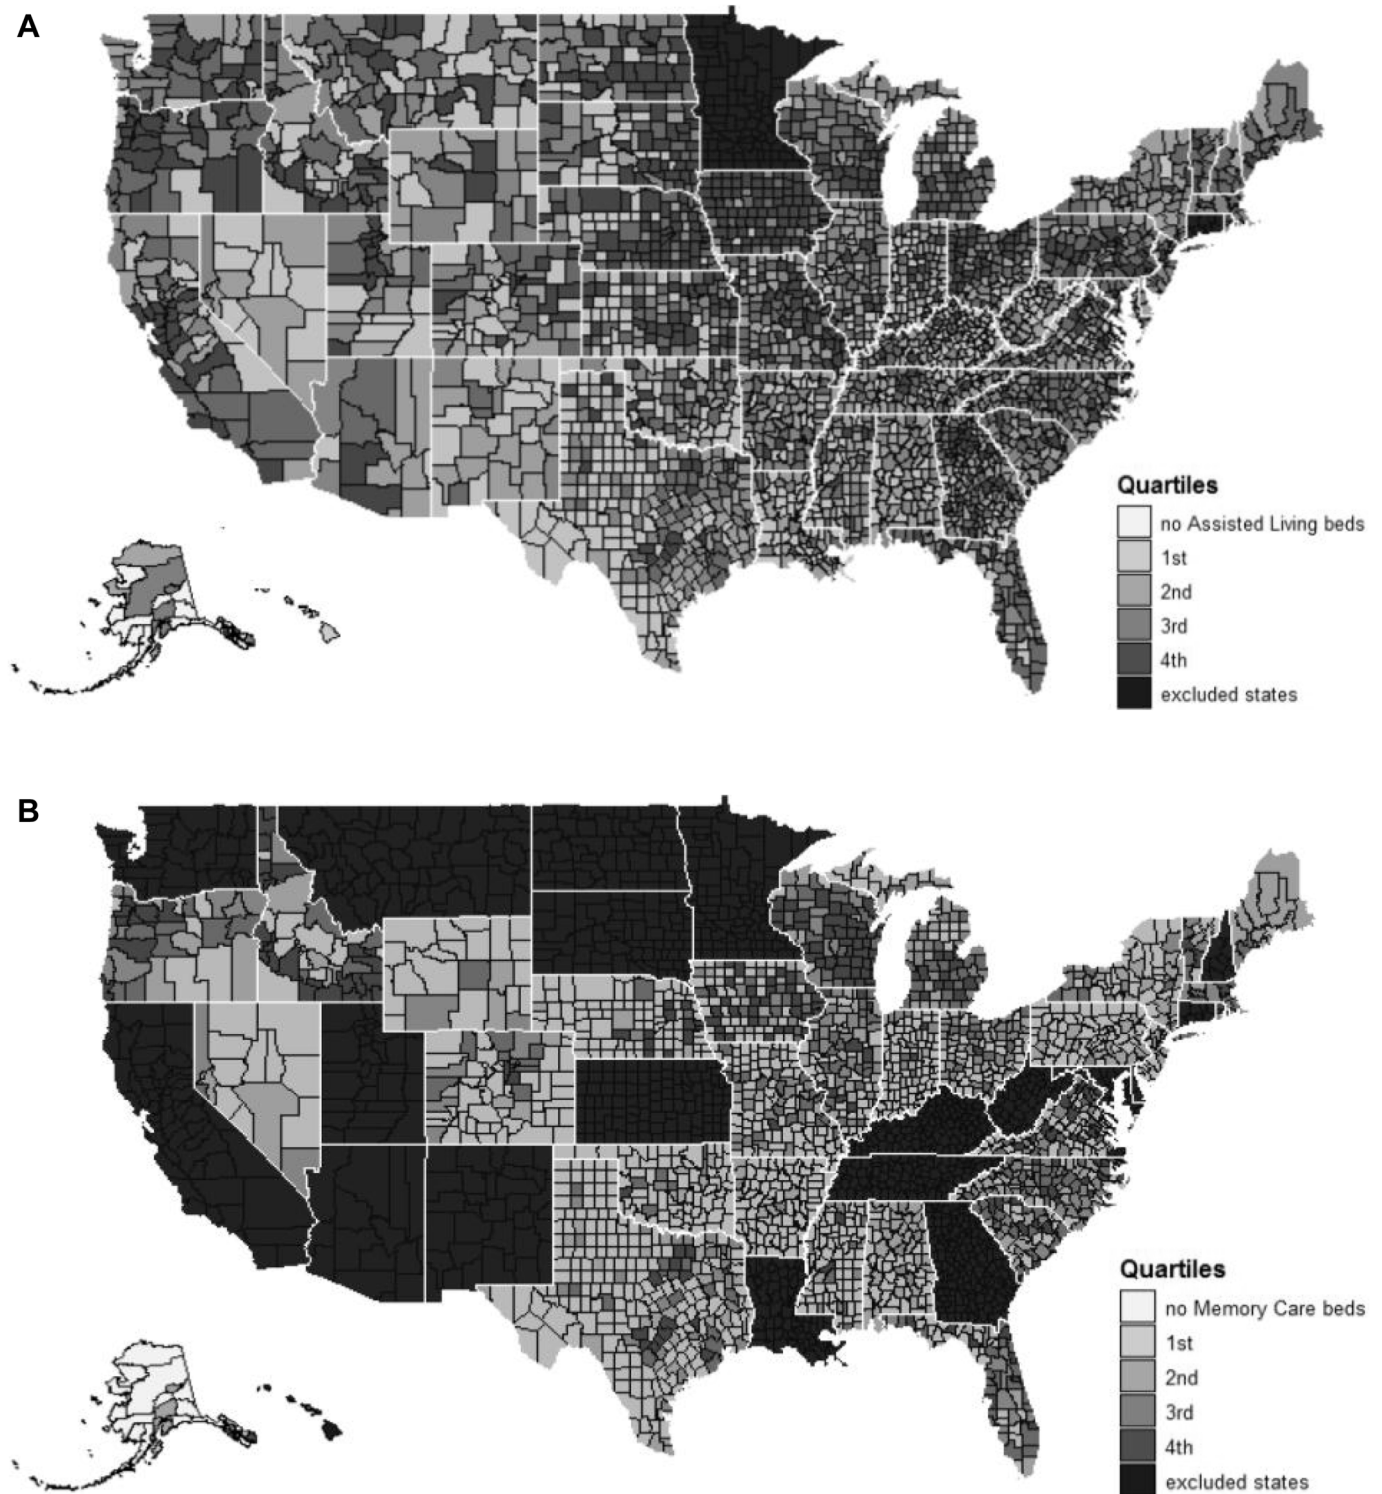 A
Quartiles
no Assisted Living beds
1st
2nd
3rd
4th
excluded states
B
Quartiles
no Memory Care beds
1st
2nd
3rd
4th
excluded states